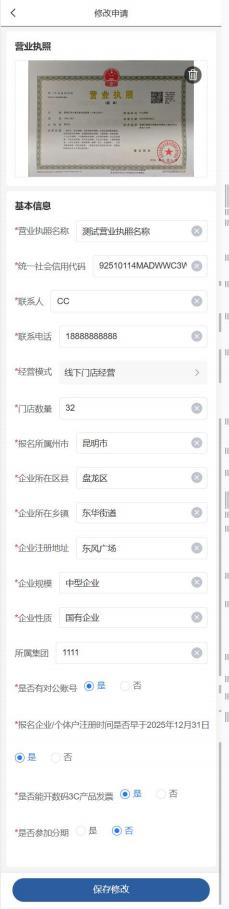 修改申请
营业执照
营业执照
基本信息
*营业执照名称 测试营业执照名称
*统一社会信用代码 92510114MADWWC3V
*联系人 CC
*联系电话 18888888888
*经营模式 线下门店经营
*门店数量 32
*报名所属州市 昆明市
*企业所在区县 盘龙区
*企业所在乡镇 东华街道
*企业注册地址 东风广场
*企业规模 中型企业
*企业性质 国有企业
所属集团 1111
*是否有对公账号 是 否
*报名企业/个体户注册时间是否早于2025年12月31日
是 否
*是否能开数码3C产品发票 是 否
*是否参加分期 是 否
保存修改